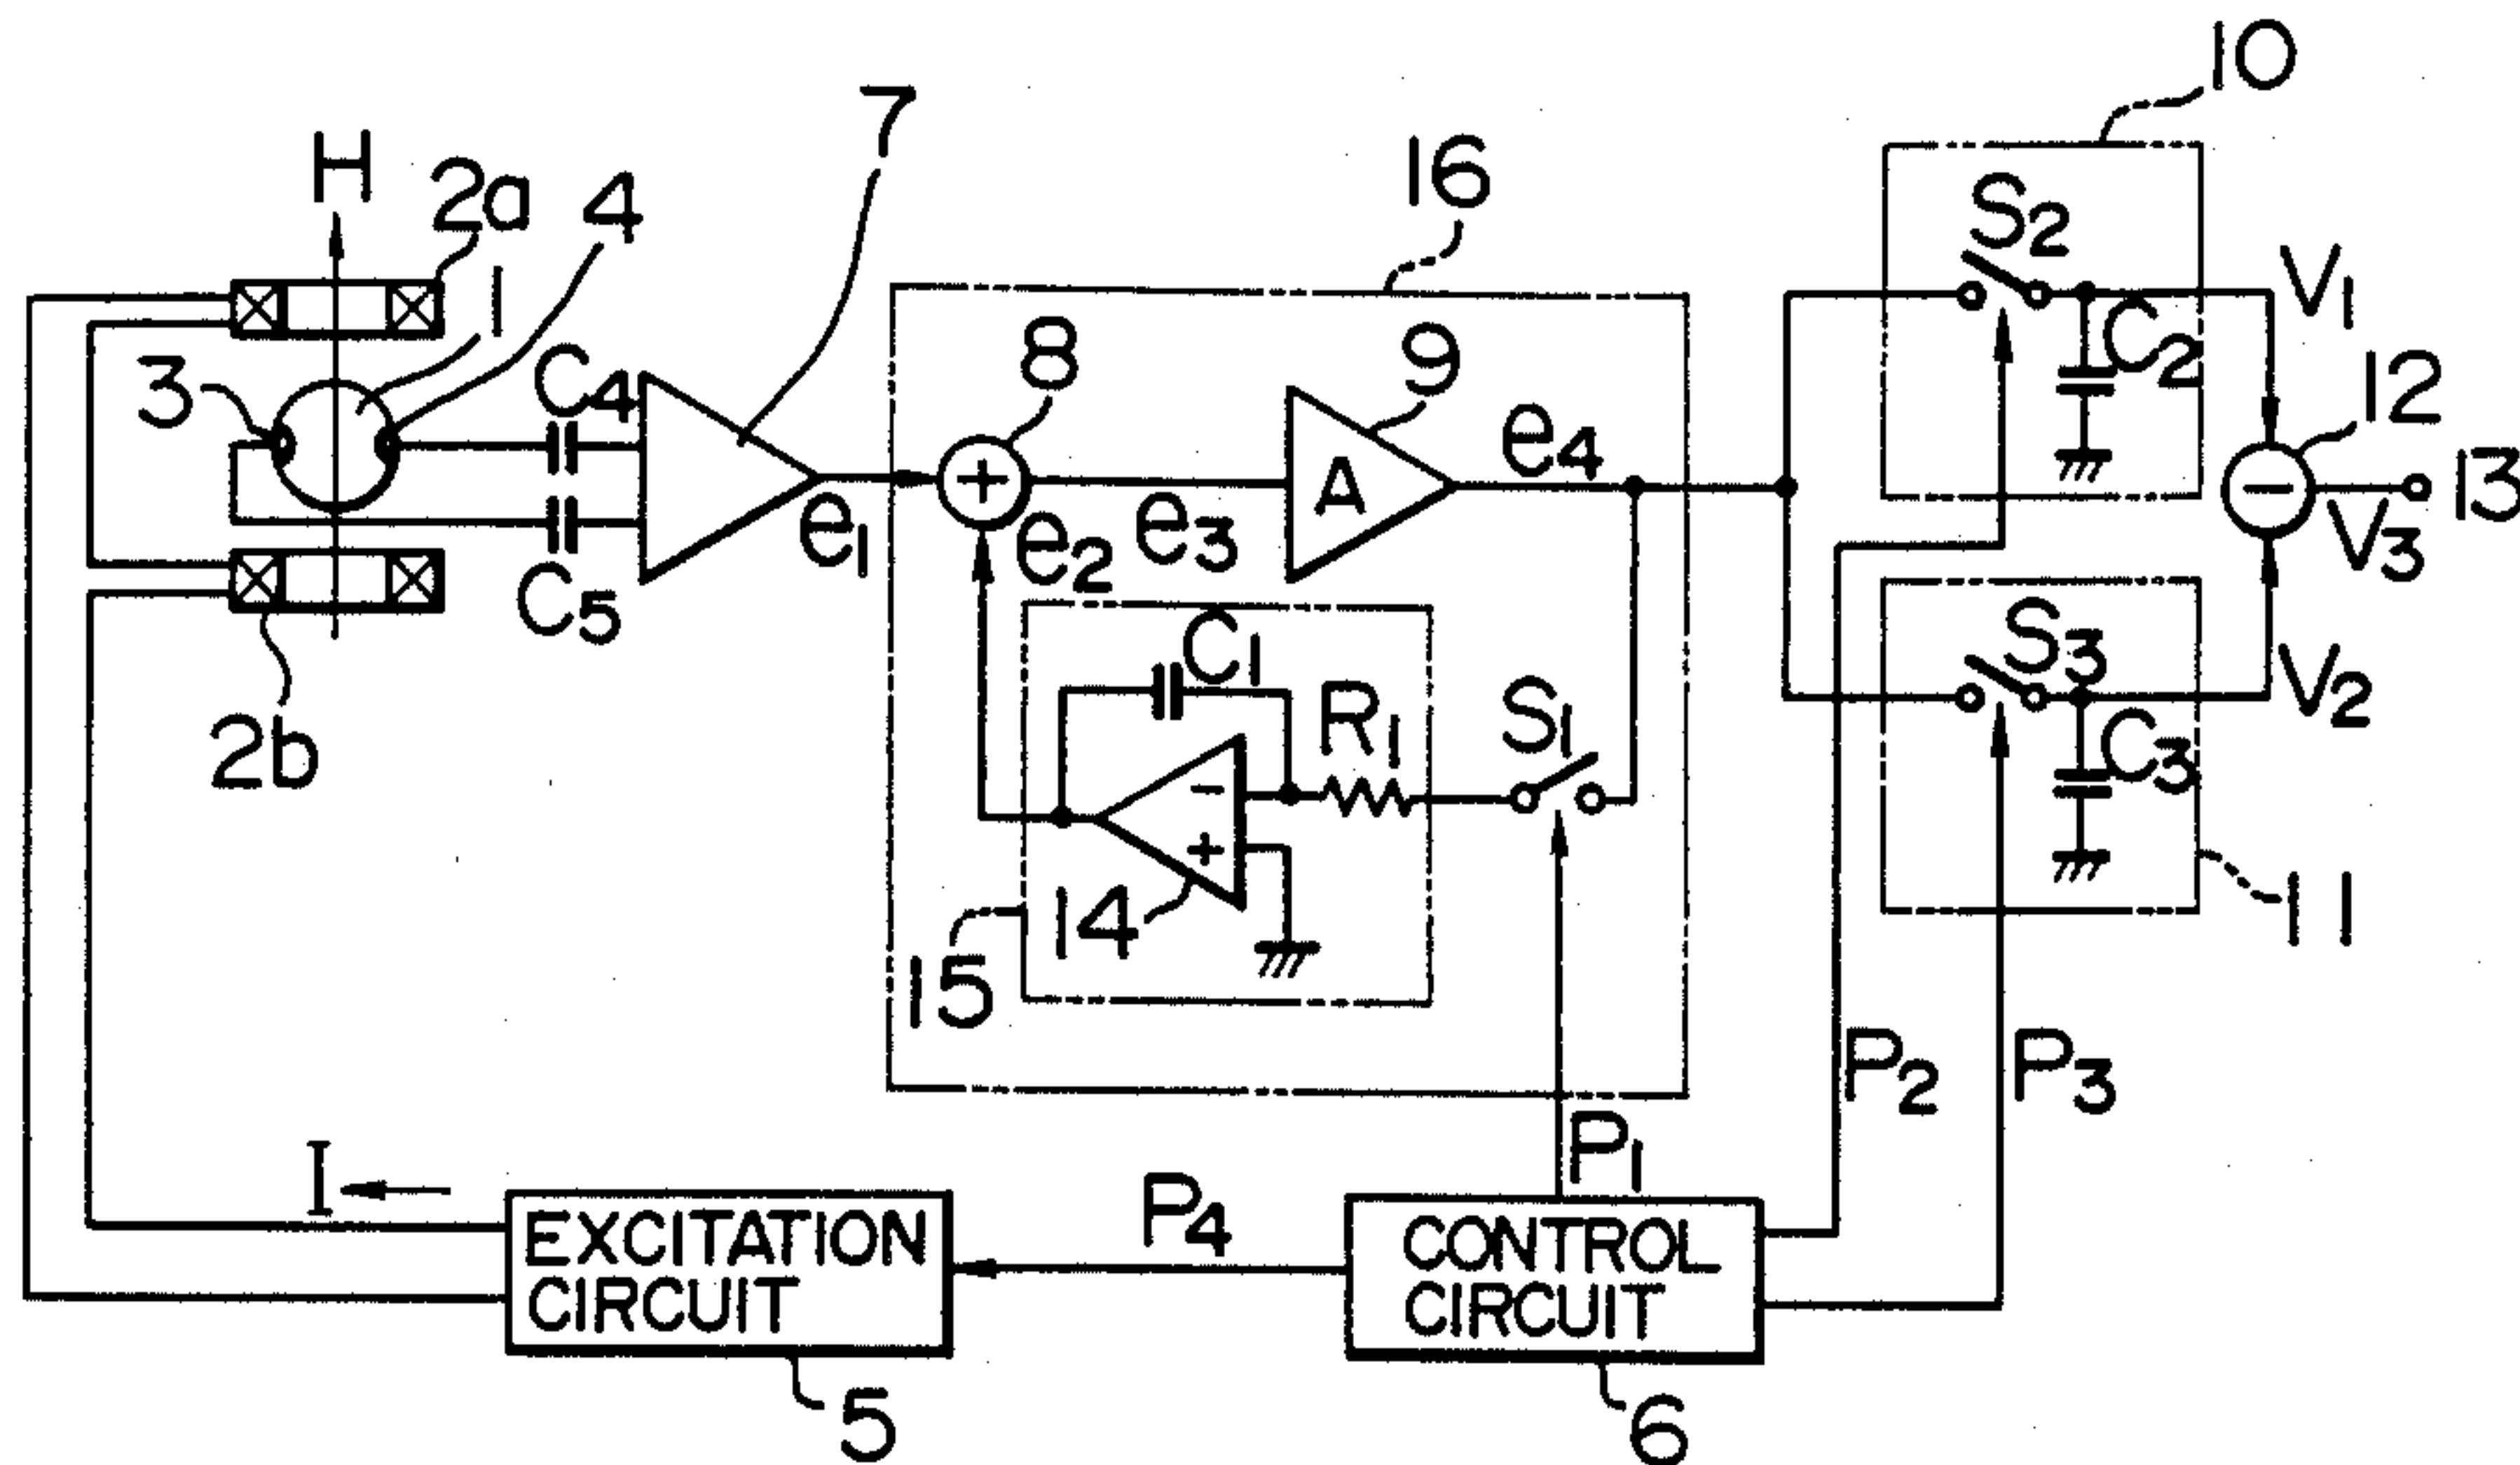 10
7
H
2a
4
16
S2
V1
1
3
C4
8
9
C2
12
e4
A
13
e1
e2
e3
V3
C5
C1
S3
2b
R1
S1
V2
C3
-
+
14
15
11
P2
P3
P1
I
P4
EXCITATION
CIRCUIT
CONTROL
CIRCUIT
5
6